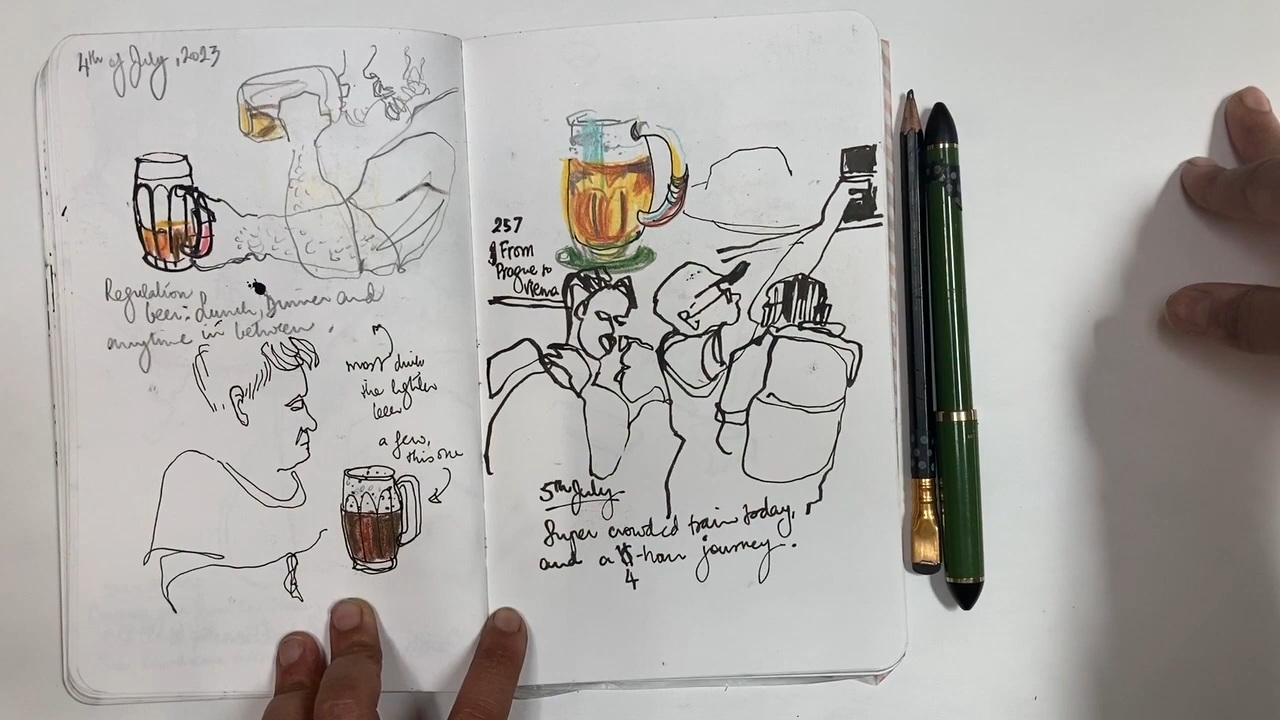 4th of July, 2023
Regulation
beer: Lunch, Dinner and
anytime in between.
most drink
the lighter
beer
a few,
this one
257
From
Prague to
Vienna
5th July
Super crowded train today,
and a -hour journey.
4